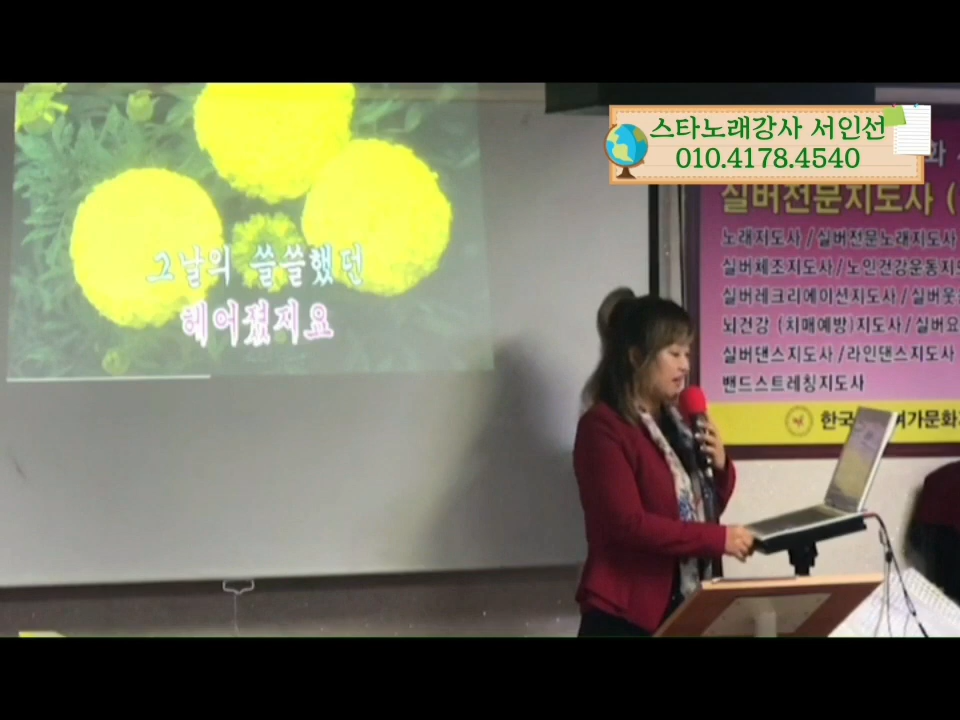 스타노래강사 서인선
010.4178.4540
그날의 쓸쓸했던
헤어졌지요
화
실버전문지도사 (
노래지도사 / 실버전문노래지도사
실버체조지도사 / 노인건강운동지도
실버레크리에이션지도사 / 실버웃
뇌건강 (치매예방)지도사 / 실버요
실버댄스지도사 / 라인댄스지도사
밴드스트레칭지도사
한국 여가문화